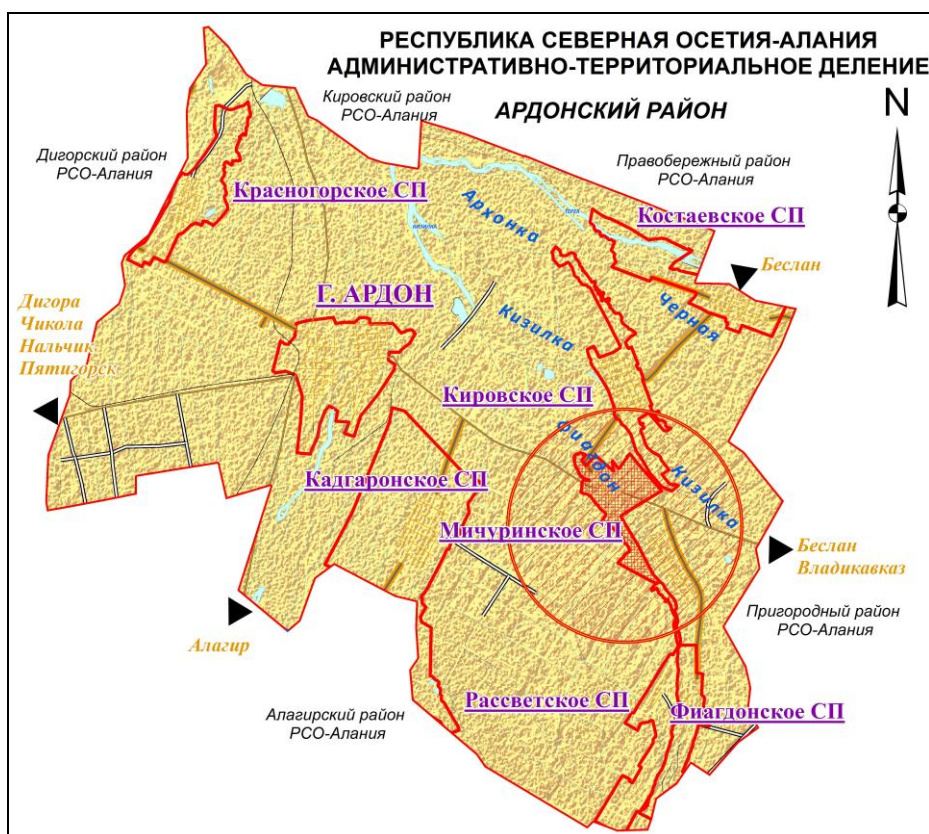 РЕСПУБЛИКА СЕВЕРНАЯ ОСЕТИЯ-АЛАНИЯ
АДМИНИСТРАТИВНО-ТЕРРИТОРИАЛЬНОЕ ДЕЛЕНИЕ
АРДОНСКИЙ РАЙОН
N
Кировский район
РСО-Алания
Дигорский район
РСО-Алания
Правобережный район
РСО-Алания
Красногорское СП
Архонка
Костаевское СП
Беслан
Дигора
Чикола
Нальчик
Пятигорск
Г. АРДОН
Кизилка
Черная
Кировское СП
Фиагдон
Кадгаронское СП
Кизилка
Мичуринское СП
Беслан
Владикавказ
Пригородный район
РСО-Алания
Алагир
Алагирский район
РСО-Алания
Рассветское СП
Фиагдонское СП